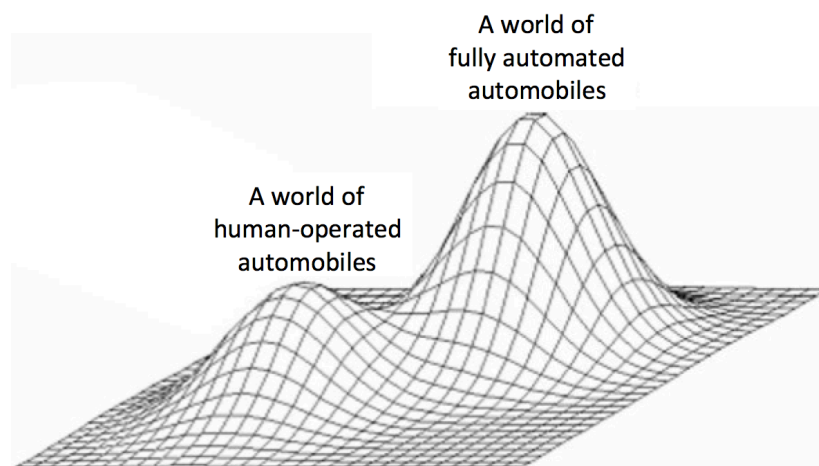 A world of
fully automated
automobiles
A world of
human-operated
automobiles